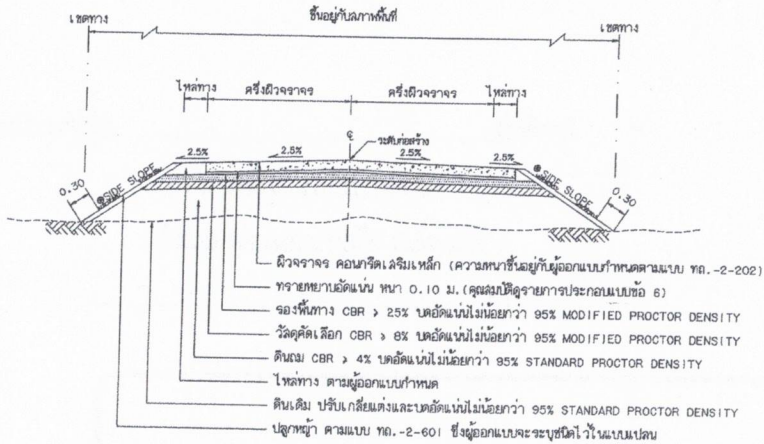 ขึ้นอยู่กับสภาพพื้นที่
เขตทาง
เขตทาง
ไหล่ทาง
ครึ่งผิวจราจร
ครึ่งผิวจราจร
ไหล่ทาง
ระดับก่อสร้าง
2.5%
2.5%
2.5%
2.5%
0.30
SIDE SLOPE
SIDE SLOPE
0.30
ผิวจราจร คอนกรีตเสริมเหล็ก (ความหนาขึ้นอยู่กับผู้ออกแบบกำหนดตามแบบ ทถ.-2-202)
ทรายหยาบอัดแน่น หนา 0.10 ม.(คุณสมบัติดูรายการประกอบแบบข้อ 6)
รองพื้นทาง CBR > 25% บดอัดแน่นไม่น้อยกว่า 95% MODIFIED PROCTOR DENSITY
วัสดุคัดเลือก CBR > 8% บดอัดแน่นไม่น้อยกว่า 95% MODIFIED PROCTOR DENSITY
ดินถม CBR > 4% บดอัดแน่นไม่น้อยกว่า 95% STANDARD PROCTOR DENSITY
ไหล่ทาง ตามผู้ออกแบบกำหนด
ดินเดิม ปรับเกลี่ยแต่งและบดอัดแน่นไม่น้อยกว่า 95% STANDARD PROCTOR DENSITY
ปลูกหญ้า ตามแบบ ทถ.-2-601 ซึ่งผู้ออกแบบจะระบุชนิดไว้ในแบบแปลน